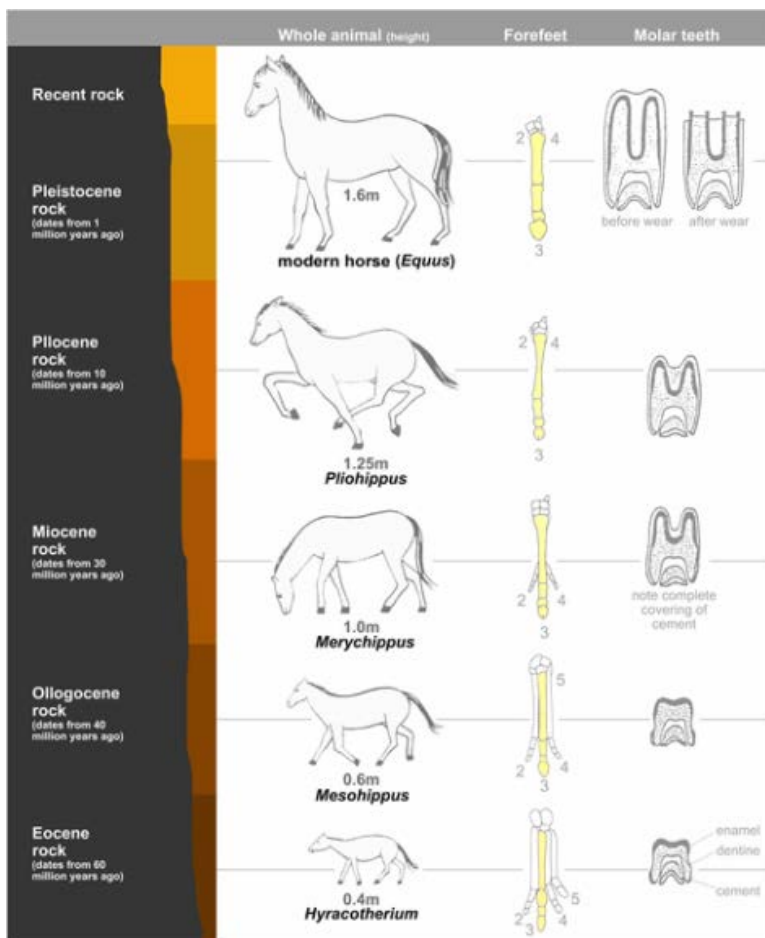 Whole animal (height) Forefeet Molar teeth
Recent rock
2 4
1.6m
3
before wear after wear
modern horse (Equus)
Pleistocene
rock
(dates from 1
million years ago)
Pliocene
rock
(dates from 10
million years ago)
2 4
3
1.25m
Pliohippus
Miocene
rock
(dates from 30
million years ago)
2 4
3
note complete
covering of
cement
1.0m
Merychippus
Ollogocene
rock
(dates from 40
million years ago)
5
2 4
3
0.6m
Mesohippus
Eocene
rock
(dates from 60
million years ago)
enamel
dentine
cement
5
2 4
3
0.4m
Hyracotherium